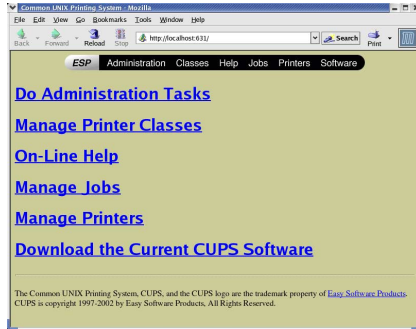 Common UNIX Printing System - Mozilla
File Edit View Go Bookmarks Tools Window Help
Back Forward Reload Stop http://localhost:631/ Search Print
ESP Administration Classes Help Jobs Printers Software
Do Administration Tasks
Manage Printer Classes
On-Line Help
Manage Jobs
Manage Printers
Download the Current CUPS Software
The Common UNIX Printing System, CUPS, and the CUPS logo are the trademark property of Easy Software Products.
CUPS is copyright 1997-2002 by Easy Software Products, All Rights Reserved.